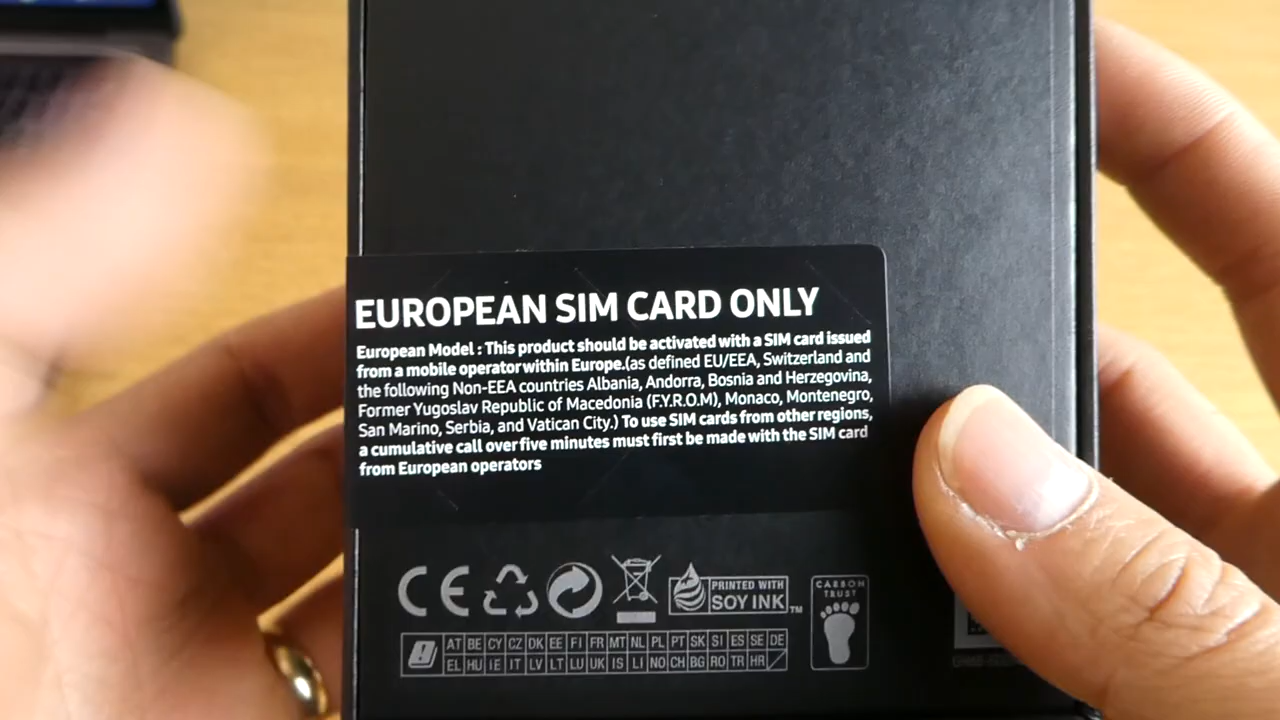 EUROPEAN SIM CARD ONLY
European Model : This product should be activated with a SIM card issued
from a mobile operator within Europe.(as defined EU/EEA, Switzerland and
the following Non-EEA countries Albania, Andorra, Bosnia and Herzegovina,
Former Yugoslav Republic of Macedonia (F.Y.R.O.M), Monaco, Montenegro,
San Marino, Serbia, and Vatican City.) To use SIM cards from other regions,
a cumulative call over five minutes must first be made with the SIM card
from European operators
CE
PRINTED WITH
SOY INK™
CARBON
TRUST
AT BE CY CZ DK EE FI FR MT NL PL PT SK SI ES SE DE
EL HU IE IT LV LT LU UK IS LI NO CH BG RO TR HR